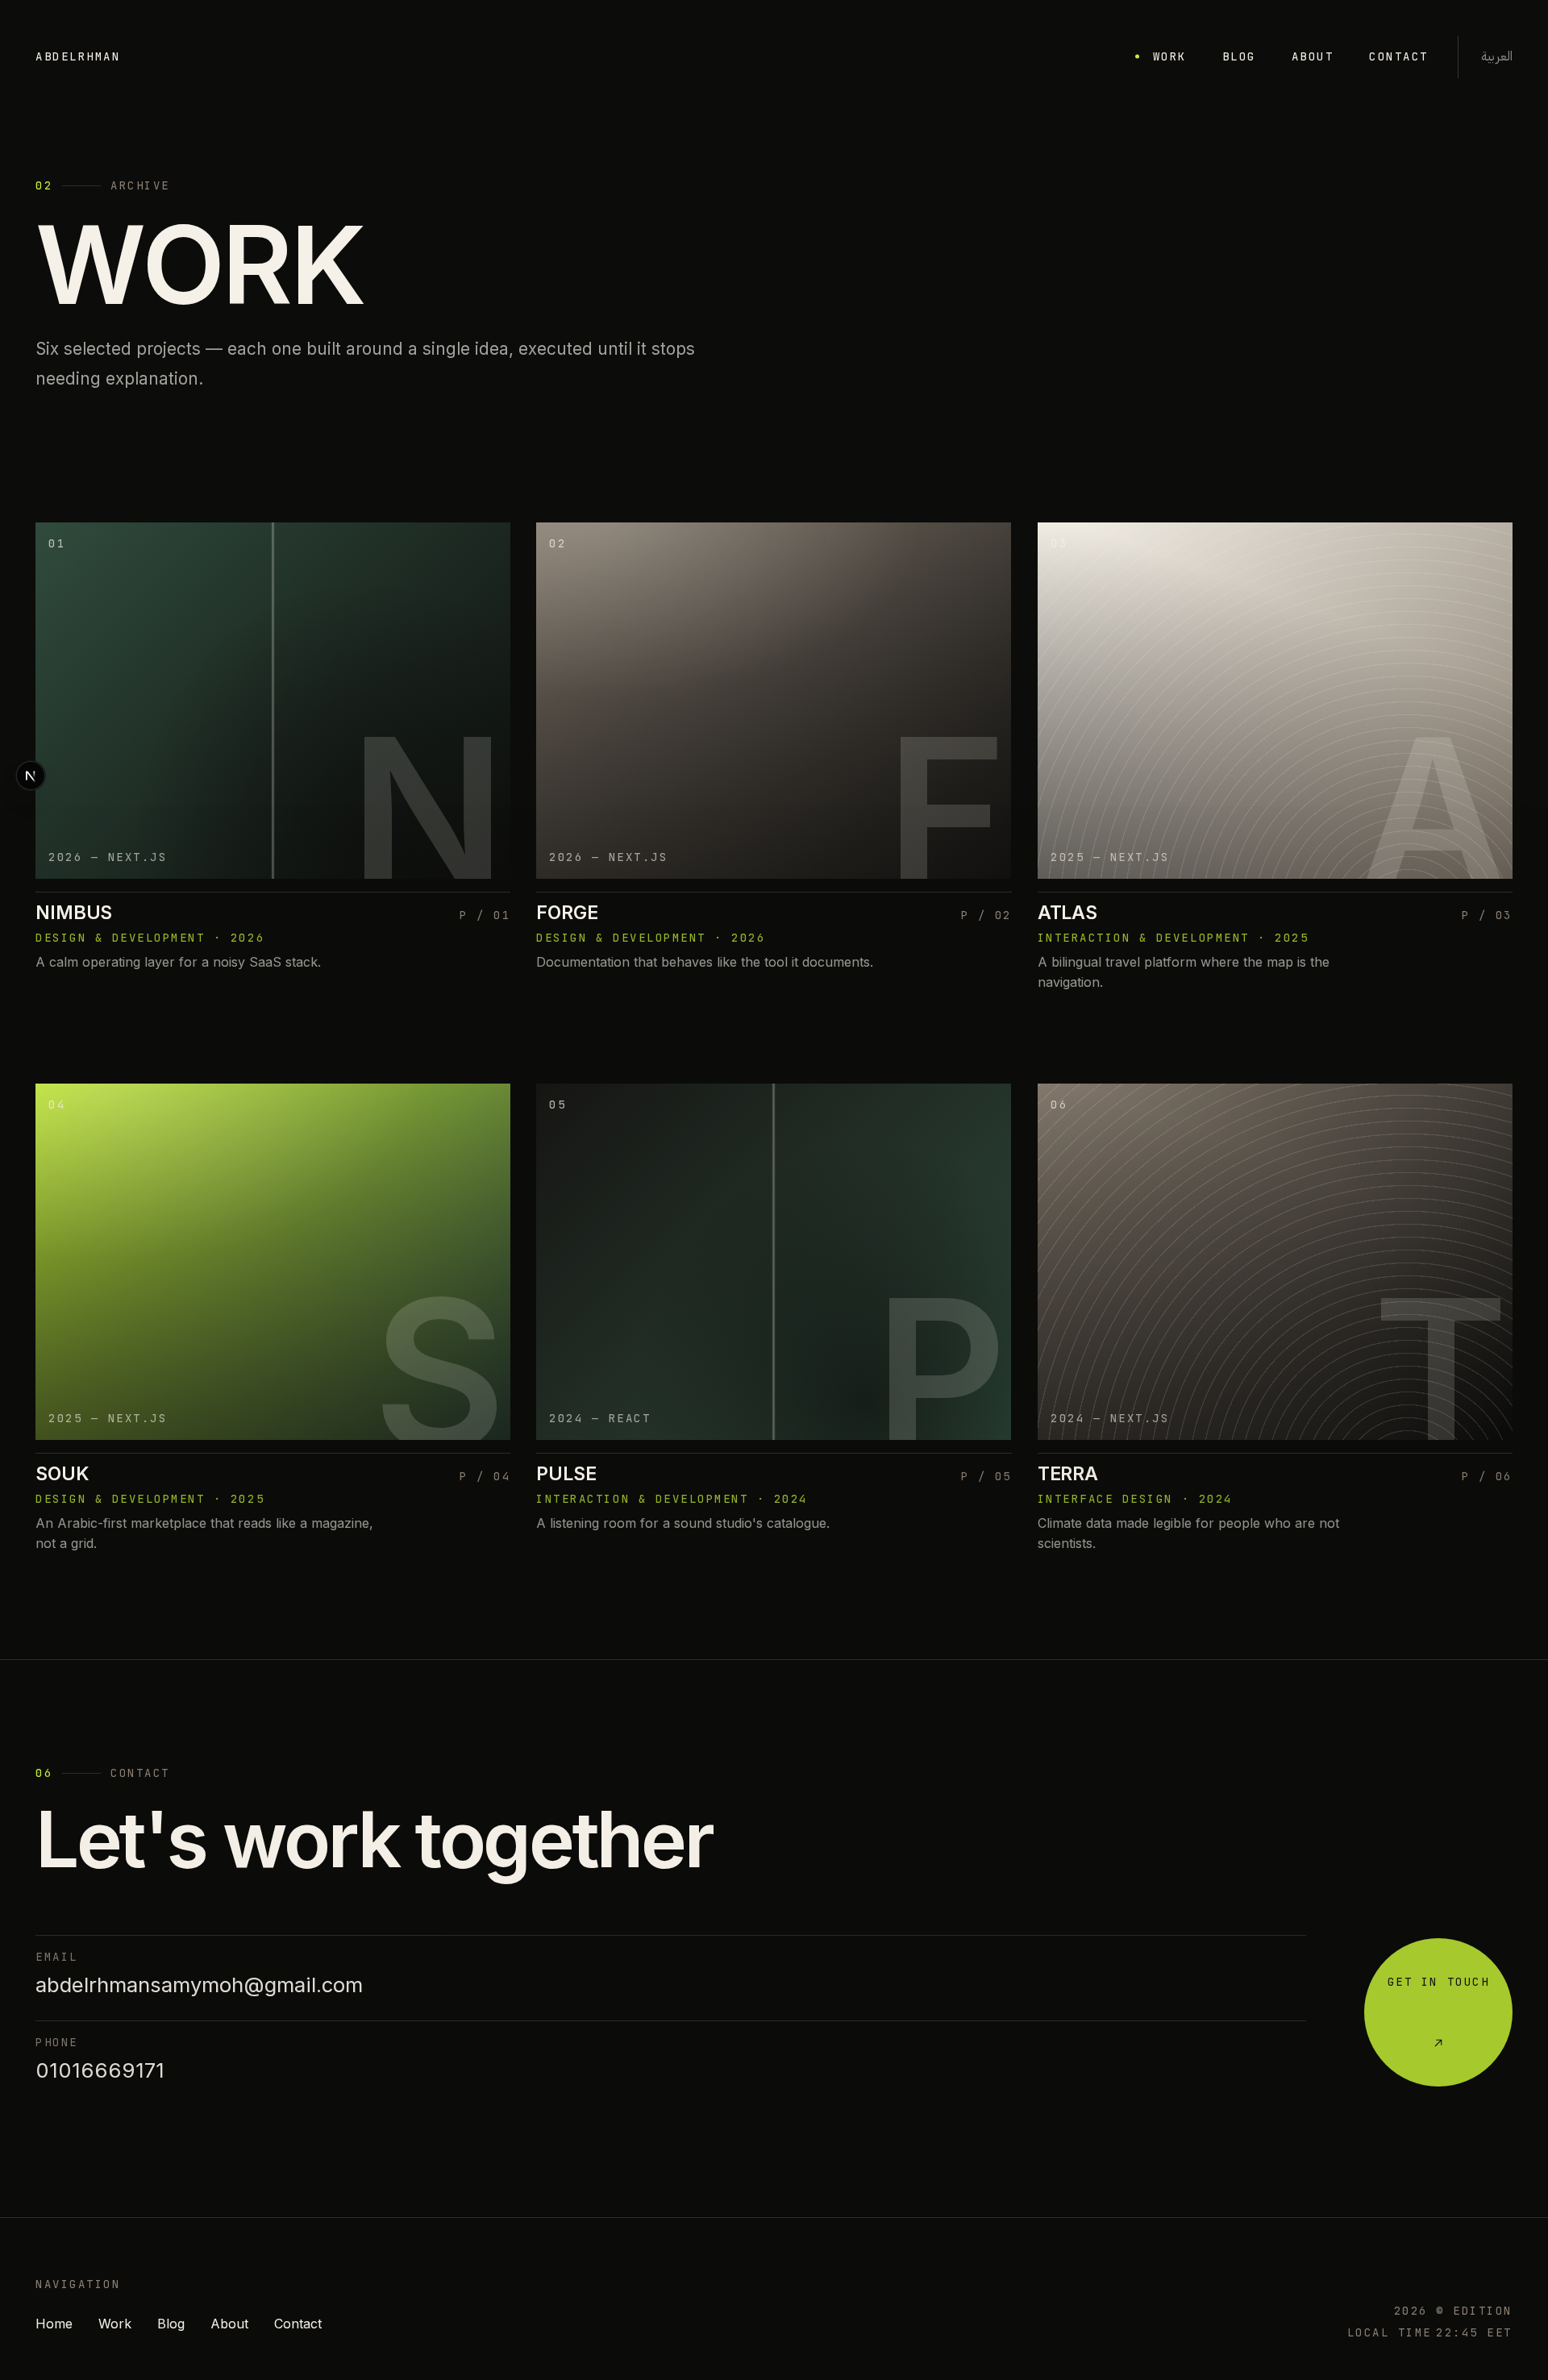 ABDELRHMAN
WORK
BLOG
ABOUT
CONTACT
العربية
02 ARCHIVE
WORK
Six selected projects — each one built around a single idea, executed until it stops
needing explanation.
01
N
2026 — NEXT.JS
02
F
2026 — NEXT.JS
03
A
2025 — NEXT.JS
N
NIMBUS
P / 01
DESIGN & DEVELOPMENT · 2026
A calm operating layer for a noisy SaaS stack.
FORGE
P / 02
DESIGN & DEVELOPMENT · 2026
Documentation that behaves like the tool it documents.
ATLAS
P / 03
INTERACTION & DEVELOPMENT · 2025
A bilingual travel platform where the map is the
navigation.
04
S
2025 — NEXT.JS
05
P
2024 — REACT
06
T
2024 — NEXT.JS
SOUK
P / 04
DESIGN & DEVELOPMENT · 2025
An Arabic-first marketplace that reads like a magazine,
not a grid.
PULSE
P / 05
INTERACTION & DEVELOPMENT · 2024
A listening room for a sound studio's catalogue.
TERRA
P / 06
INTERFACE DESIGN · 2024
Climate data made legible for people who are not
scientists.
06 CONTACT
Let's work together
EMAIL
abdelrhmansamymoh@gmail.com
PHONE
01016669171
GET IN TOUCH
↗
NAVIGATION
Home
Work
Blog
About
Contact
2026 © EDITION
LOCAL TIME 22:45 EET